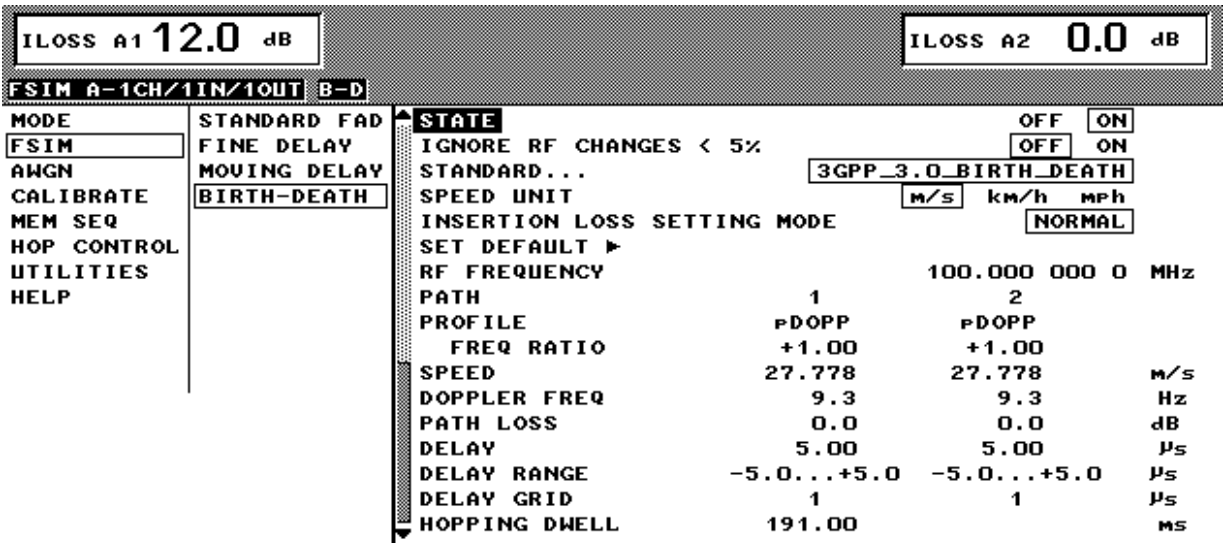 ILOSS A1 12.0 dB ILOSS A2 0.0 dB
FSIM A-1CH/1IN/1OUT B-D
MODE STANDARD FAD STATE OFF ON
FSIM FINE DELAY IGNORE RF CHANGES < 5% OFF ON
AWGN MOVING DELAY STANDARD... 3GPP_3.0_BIRTH_DEATH
CALIBRATE BIRTH-DEATH SPEED UNIT m/s km/h mph
MEM SEQ INSERTION LOSS SETTING MODE NORMAL
HOP CONTROL SET DEFAULT ▶
UTILITIES RF FREQUENCY 100.000 000 0 MHz
HELP PATH 1 2
PROFILE pDOPP pDOPP
FREQ RATIO +1.00 +1.00
SPEED 27.778 27.778 m/s
DOPPLER FREQ 9.3 9.3 Hz
PATH LOSS 0.0 0.0 dB
DELAY 5.00 5.00 µs
DELAY RANGE -5.0...+5.0 -5.0...+5.0 µs
DELAY GRID 1 1 µs
HOPPING DWELL 191.00 ms